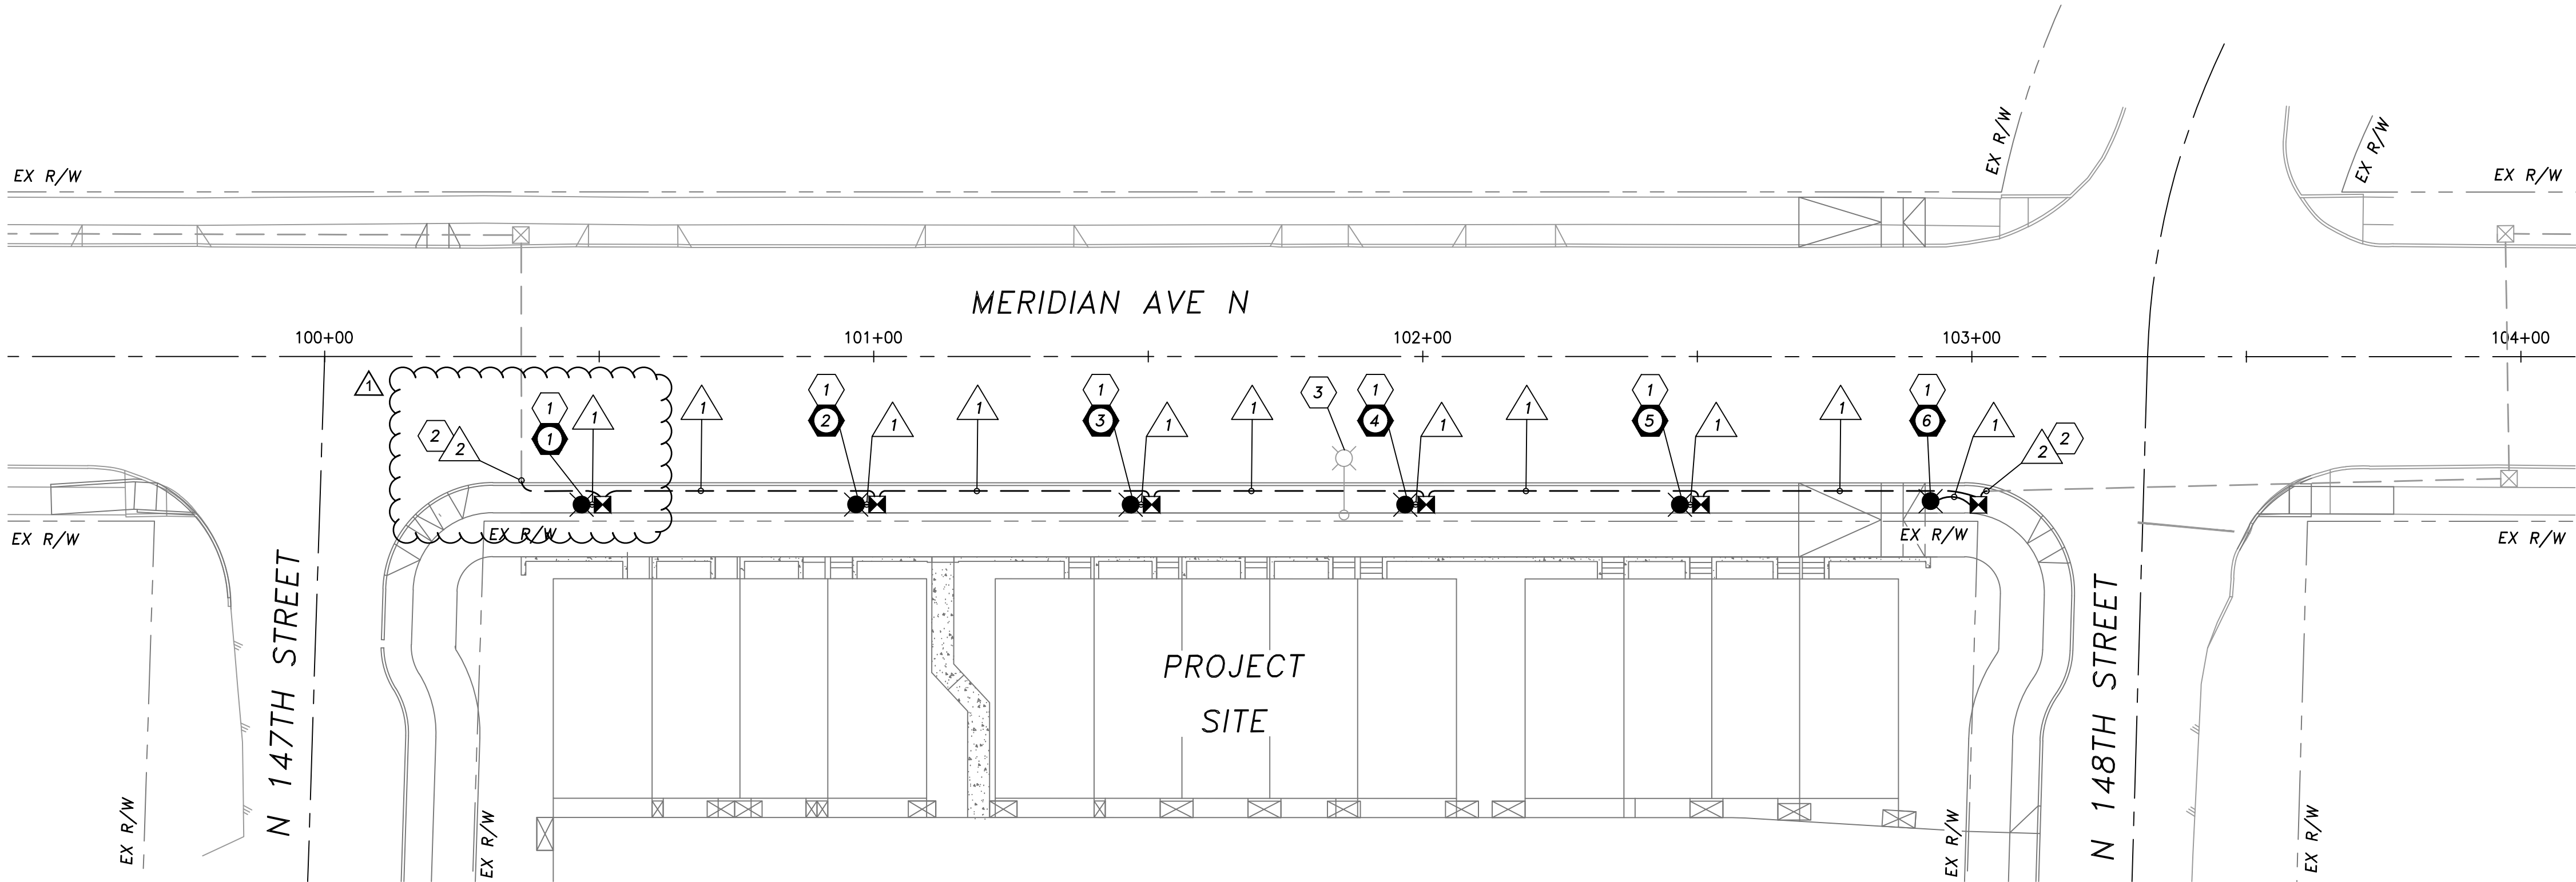 EX R/W
EX R/W
EX R/W
EX R/W
MERIDIAN AVE N
100+00
101+00
102+00
103+00
104+00
1
1
1
1
1
1
2
1
1
1
3
1
1
3
1
4
1
1
1
5
1
1
1
6
1
2
2
2
2
EX R/W
EX R/W
EX R/W
EX R/W
N 147TH STREET
PROJECT
SITE
N 148TH STREET
EX R/W
EX R/W
EX R/W
EX R/W